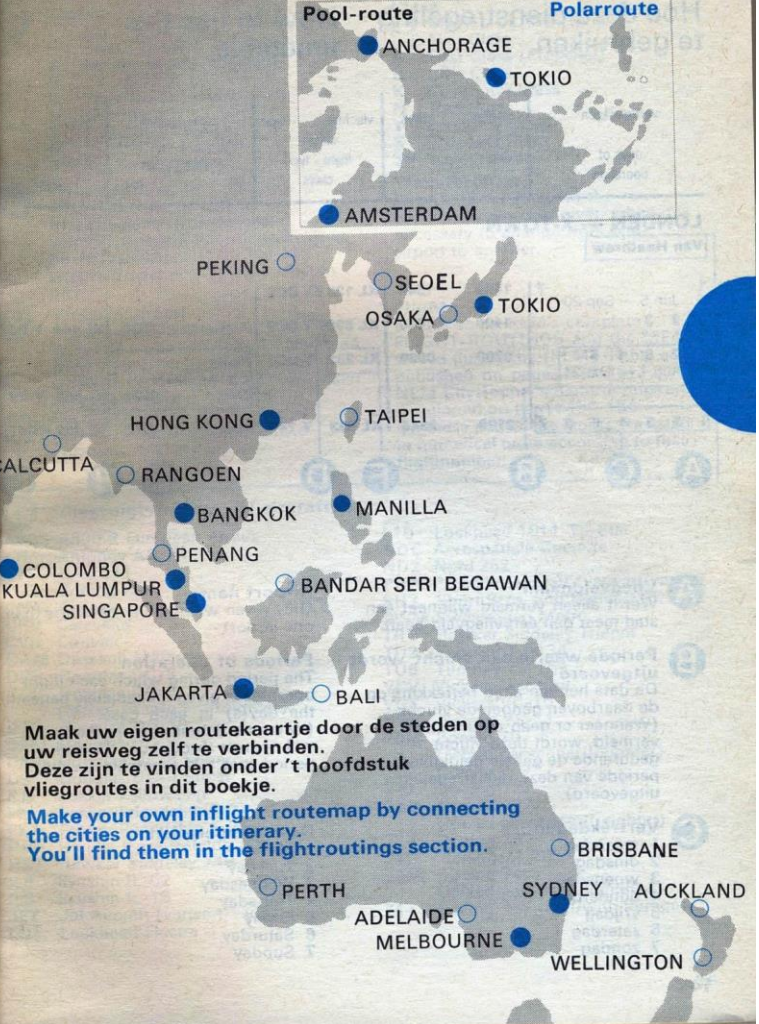 Pool-route
Polarroute
ANCHORAGE
TOKIO
AMSTERDAM
PEKING
SEOEL
TOKIO
OSAKA
HONG KONG
TAIPEI
CALCUTTA
RANGOEN
BANGKOK
MANILLA
PENANG
COLOMBO
KUALA LUMPUR
BANDAR SERI BEGAWAN
SINGAPORE
JAKARTA
BALI
Maak uw eigen routekaartje door de steden op
uw reisweg zelf te verbinden.
Deze zijn te vinden onder 't hoofdstuk
vliegroutes in dit boekje.
Make your own inflight routemap by connecting
the cities on your itinerary.
You'll find them in the flightroutings section.
BRISBANE
PERTH
SYDNEY
AUCKLAND
ADELAIDE
MELBOURNE
WELLINGTON